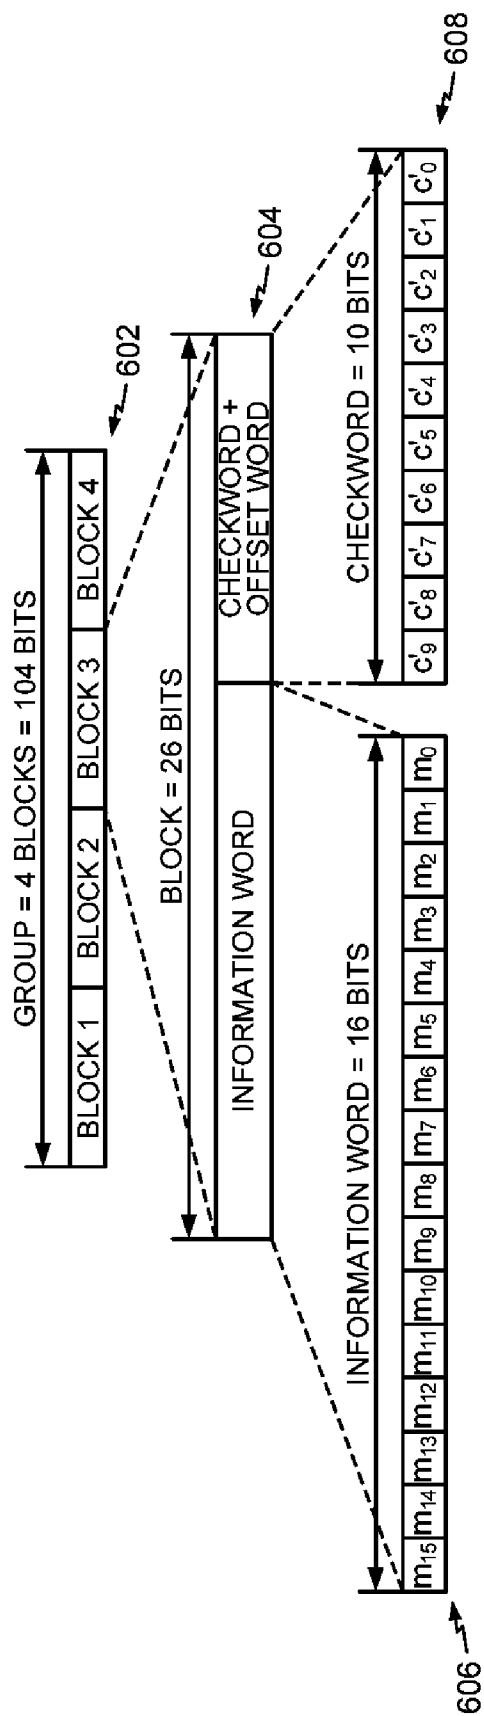 GROUP = 4 BLOCKS = 104 BITS
BLOCK 1 BLOCK 2 BLOCK 3 BLOCK 4
602
BLOCK = 26 BITS
INFORMATION WORD
CHECKWORD +
OFFSET WORD
604
INFORMATION WORD = 16 BITS
CHECKWORD = 10 BITS
m₁₅ m₁₄ m₁₃ m₁₂ m₁₁ m₁₀ m₉ m₈ m₇ m₆ m₅ m₄ m₃ m₂ m₁ m₀
c'₉ c'₈ c'₇ c'₆ c'₅ c'₄ c'₃ c'₂ c'₁ c'₀
606
608